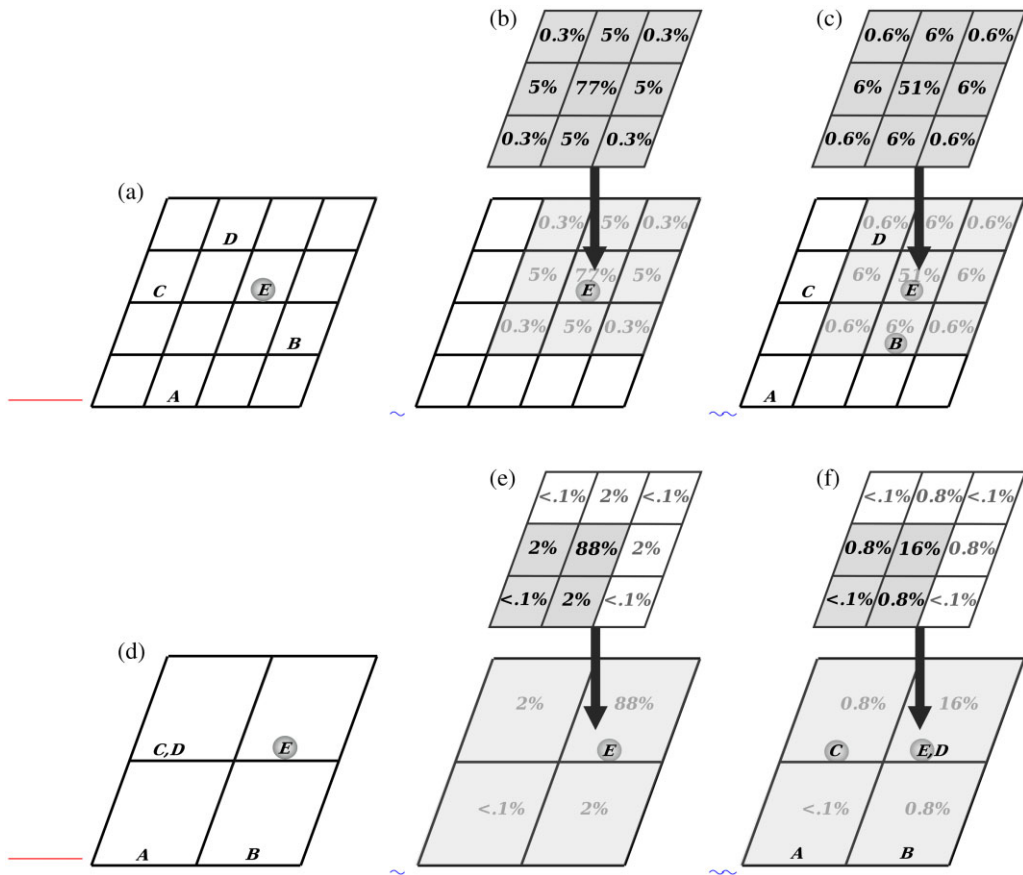 (b)
0.3% 5% 0.3%
5% 77% 5%
0.3% 5% 0.3%
(c)
0.6% 6% 0.6%
6% 51% 6%
0.6% 6% 0.6%
(a)
D
C E
B
A
0.3% 5% 0.3%
5% 77% 5%
E
0.3% 5% 0.3%
0.6% 6% 0.6%
D
6% 51% 6%
C E
0.6% 6% 0.6%
B
A
(e)
<.1% 2% <.1%
2% 88% 2%
<.1% 2% <.1%
(f)
<.1% 0.8% <.1%
0.8% 16% 0.8%
<.1% 0.8% <.1%
(d)
C,D E
A B
2% 88%
E
<.1% 2%
0.8% 16%
C E,D
<.1% 0.8%
A B